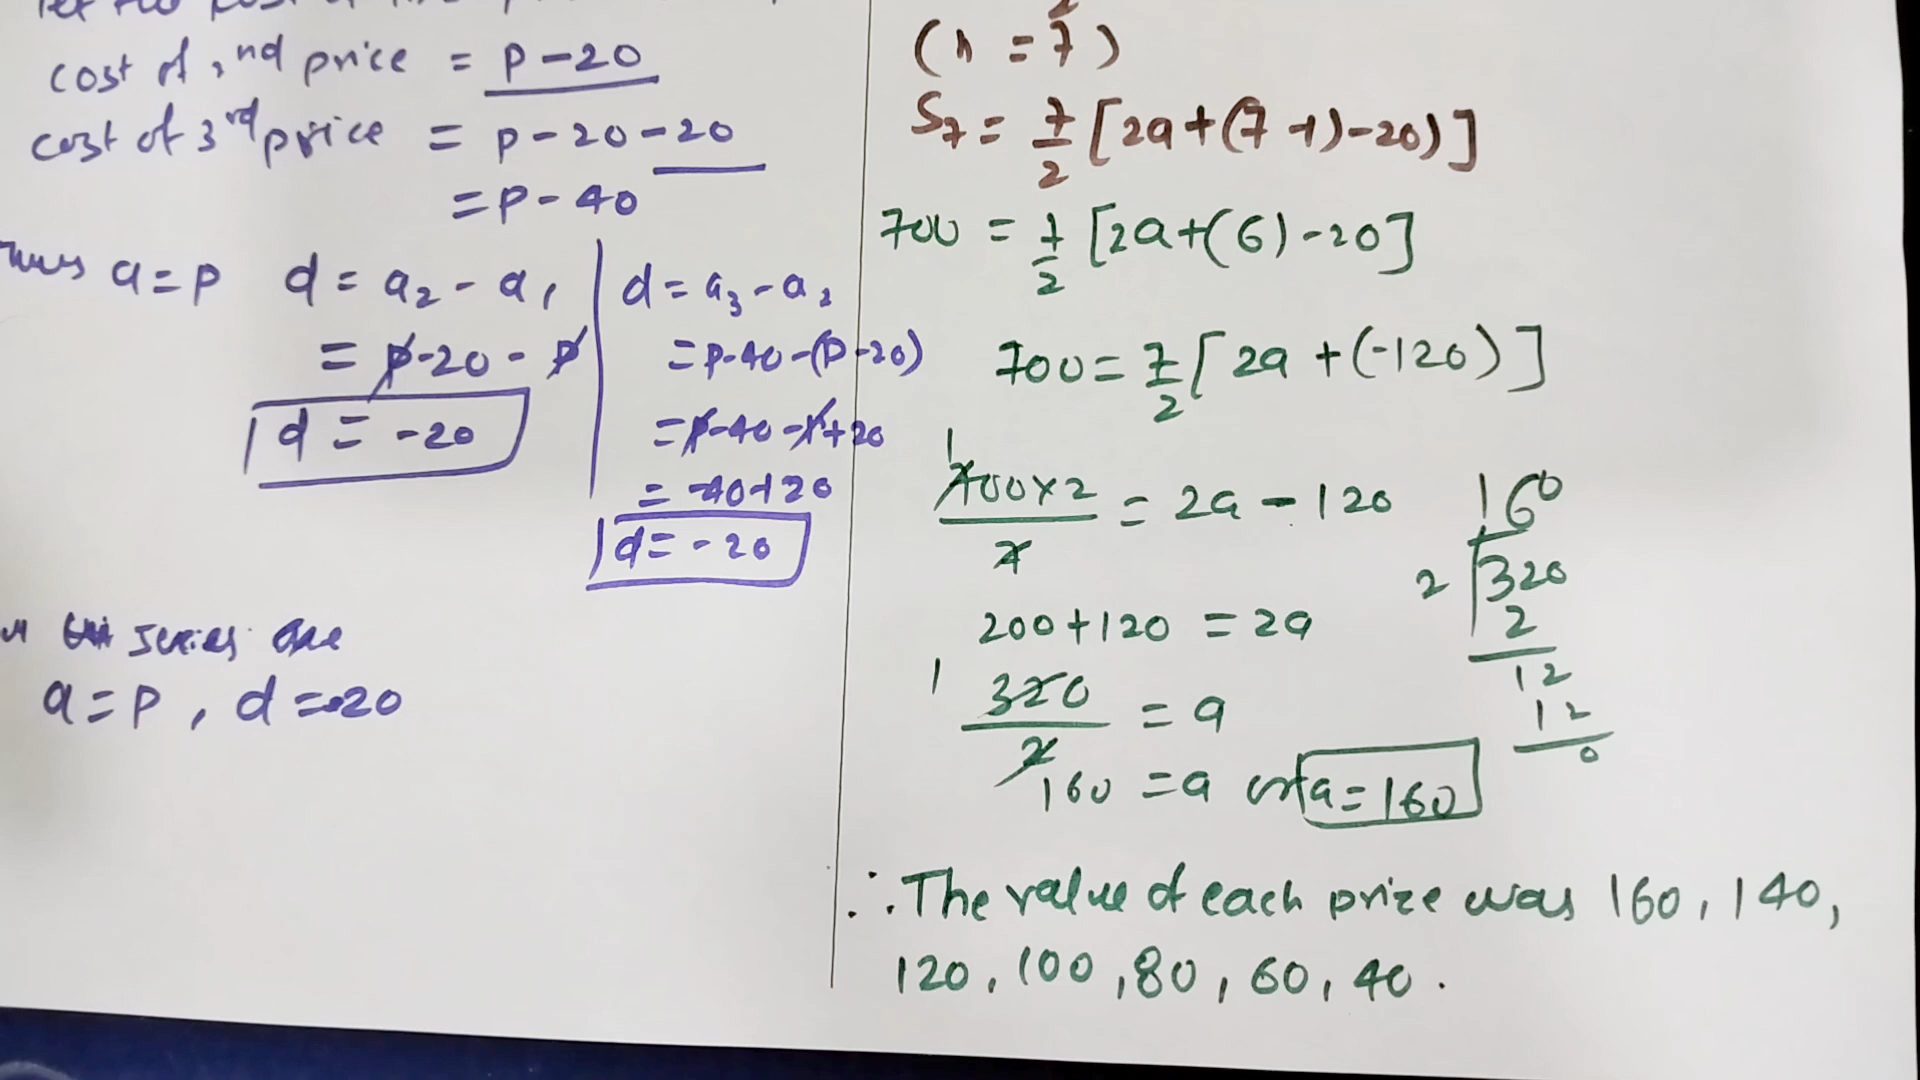 cost of 2nd price = P-20
cost of 3rd price = P-20-20
= P-40
Thus a=P d = a2 - a1
= P-20-P
d = -20
d = a3 - a2
= P-40-(P-20)
= P-40-P+20
= -40+20
d = -20
series are
a=P, d=-20
(n = 7)
S7 = 7/2 [2a+(7-1)-20)]
700 = 7/2 [2a+(6)-20]
700 = 7/2 [2a+(-120)]
700×2/7 = 2a - 120
200+120 = 2a
320/2 = a
160 = a or a=160
1
1
160
2 320
2
12
12
0
∴ The value of each prize was 160, 140,
120, 100, 80, 60, 40.